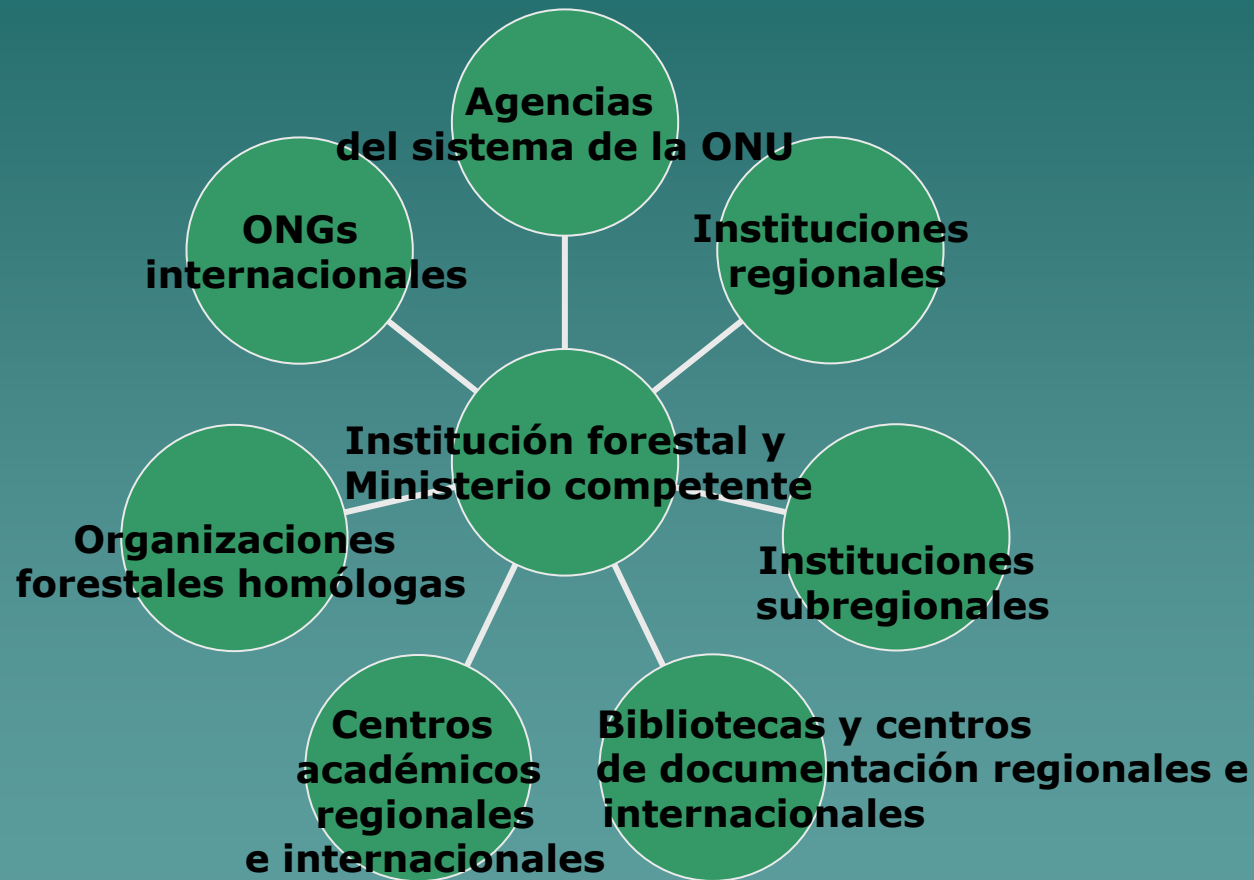 Agencias
del sistema de la ONU
ONGs
internacionales
Instituciones
regionales
Institución forestal y
Ministerio competente
Organizaciones
forestales homólogas
Instituciones
subregionales
Centros
académicos
regionales
e internacionales
Bibliotecas y centros
de documentación regionales e
internacionales